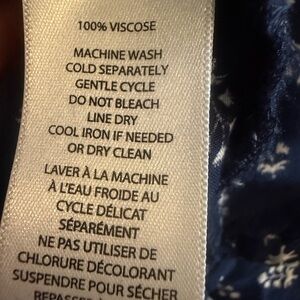 100% VISCOSE
MACHINE WASH
COLD SEPARATELY
GENTLE CYCLE
DO NOT BLEACH
LINE DRY
COOL IRON IF NEEDED
OR DRY CLEAN
LAVER À LA MACHINE
À L'EAU FROIDE AU
CYCLE DÉLICAT
SÉPARÉMENT
NE PAS UTILISER DE
CHLORURE DÉCOLORANT
SUSPENDRE POUR SÉCHER
REPASSER